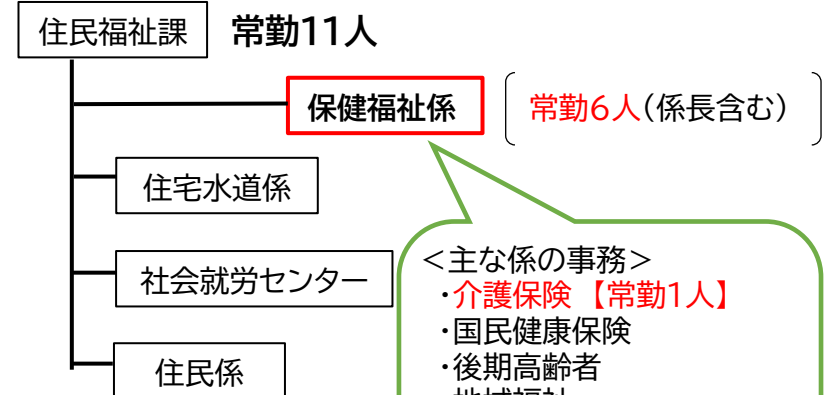 住民福祉課 常勤11人
保健福祉係 常勤6人(係長含む)
住宅水道係
社会就労センター
住民係
<主な係の事務>
・介護保険【常勤1人】
・国民健康保険
・後期高齢者